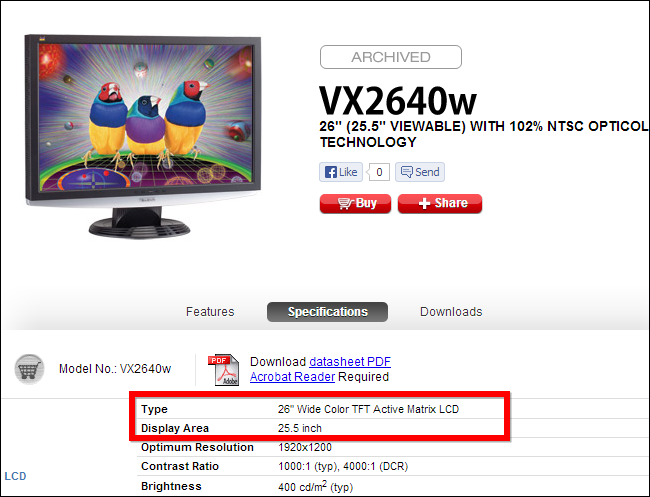 ARCHIVED
VX2640w
26" (25.5" VIEWABLE) WITH 102% NTSC OPTICOL
TECHNOLOGY
Like 0 Send
Buy Share
Features Specifications Downloads
Model No.: VX2640w
PDF
Adobe
Download datasheet PDF
Acrobat Reader Required
Type 26" Wide Color TFT Active Matrix LCD
Display Area 25.5 inch
Optimum Resolution 1920x1200
LCD
Contrast Ratio 1000:1 (typ), 4000:1 (DCR)
Brightness 400 cd/m2 (typ)